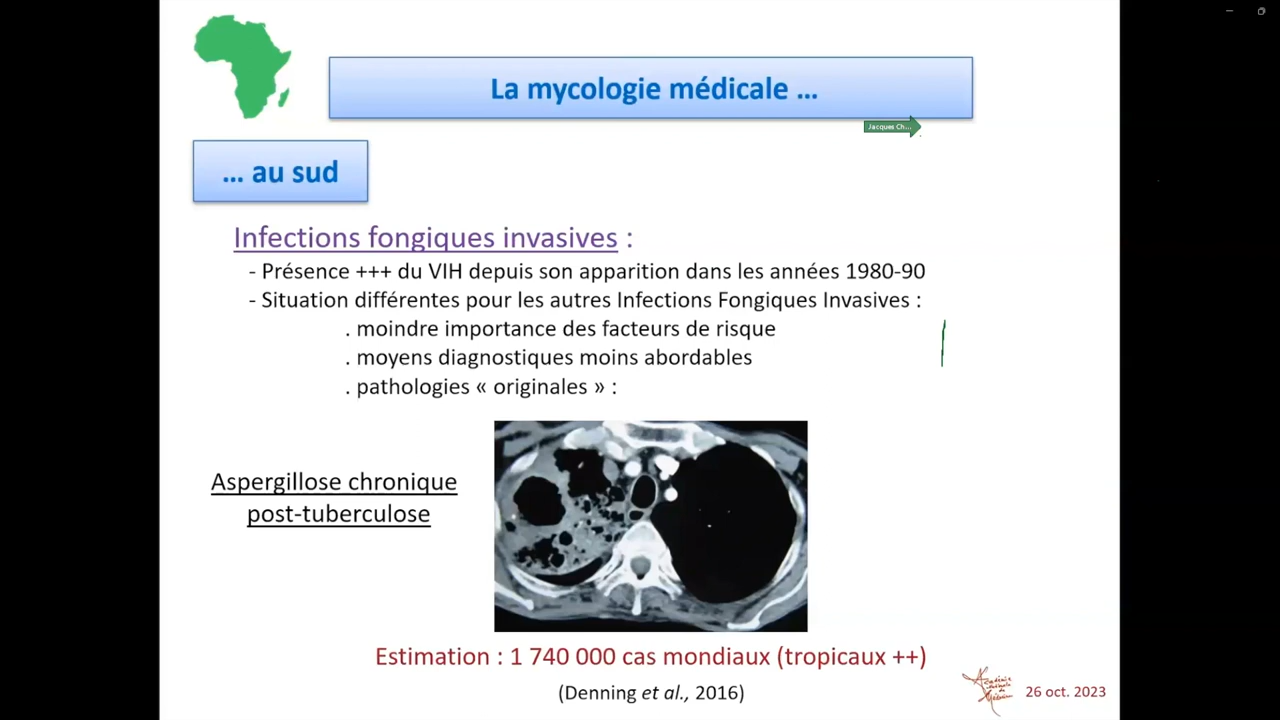 La mycologie médicale ...
Jacques Ch...
... au sud
Infections fongiques invasives :
- Présence +++ du VIH depuis son apparition dans les années 1980-90
- Situation différentes pour les autres Infections Fongiques Invasives :
. moindre importance des facteurs de risque
. moyens diagnostiques moins abordables
. pathologies « originales » :
Aspergillose chronique
post-tuberculose
Estimation : 1 740 000 cas mondiaux (tropicaux ++)
(Denning et al., 2016)
26 oct. 2023